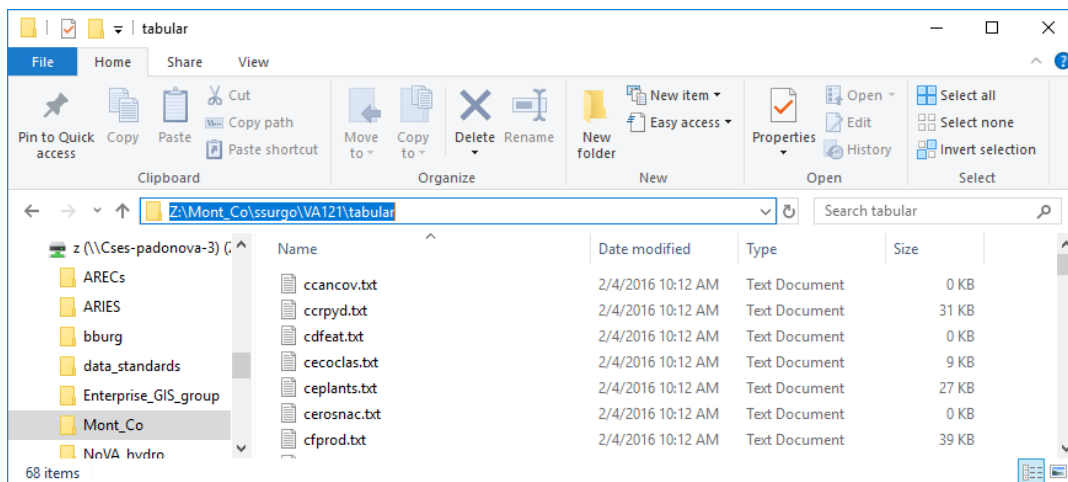 tabular
File Home Share View
Pin to Quick access
Copy
Paste
Cut
Copy path
Paste shortcut
Clipboard
Move to
Copy to
Delete
Rename
Organize
New folder
New item
Easy access
New
Properties
Open
Edit
History
Open
Select all
Select none
Invert selection
Select
Z:\Mont_Co\ssurgo\VA121\tabular
Search tabular
z (\\Cses-padonova-3) (Z
ARECs
ARIES
bburg
data_standards
Enterprise_GIS_group
Mont_Co
NoVA_hydro
Name Date modified Type Size
ccancov.txt 2/4/2016 10:12 AM Text Document 0 KB
ccrpyd.txt 2/4/2016 10:12 AM Text Document 31 KB
cdfeat.txt 2/4/2016 10:12 AM Text Document 0 KB
cecoclas.txt 2/4/2016 10:12 AM Text Document 9 KB
ceplants.txt 2/4/2016 10:12 AM Text Document 27 KB
cerosnac.txt 2/4/2016 10:12 AM Text Document 0 KB
cfprod.txt 2/4/2016 10:12 AM Text Document 39 KB
68 items